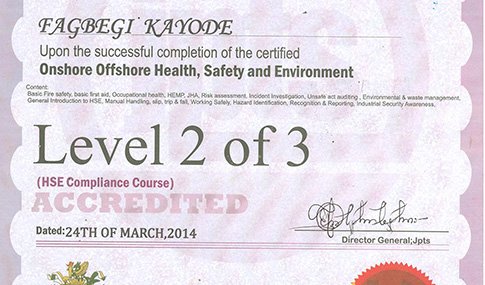 FAGBEGI KAYODE
Upon the successful completion of the certified
Onshore Offshore Health, Safety and Environment
Content:
Basic Fire safety, basic first aid, Occupational health, HEMP, JHA, Risk assessment, Incident Investigation, Unsafe act auditing , Environmental & waste management,
General Introduction to HSE, Manual Handling, slip, trip & fall, Working Safely, Hazard Identification, Recognition & Reporting, Industrial Security Awareness.
Level 2 of 3
(HSE Compliance Course)
ACCREDITED
Dated:24TH OF MARCH,2014
Director General;Jpts